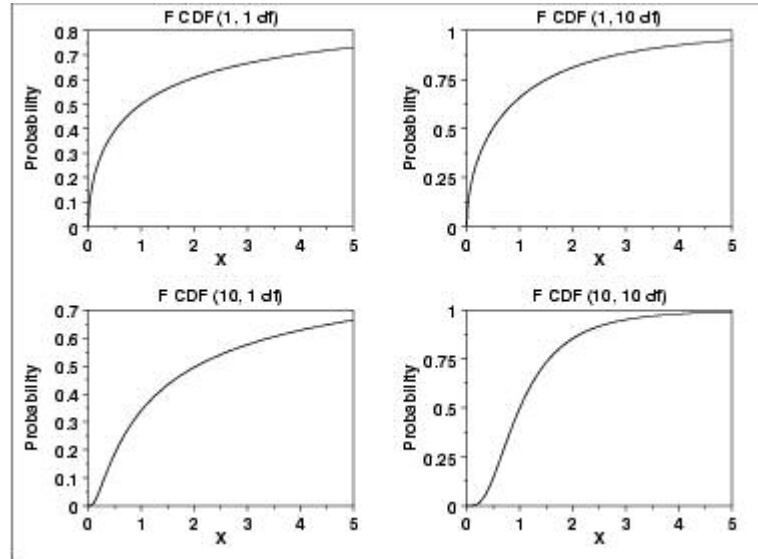 F CDF (1, 1 df)
0.8
0.7
0.6
0.5
0.4
0.3
0.2
0.1
0
Probability
0 1 2 3 4 5
X
F CDF (1, 10 df)
1
0.75
0.5
0.25
0
Probability
0 1 2 3 4 5
X
F CDF (10, 1 df)
0.7
0.6
0.5
0.4
0.3
0.2
0.1
0
Probability
0 1 2 3 4 5
X
F CDF (10, 10 df)
1
0.75
0.5
0.25
0
Probability
0 1 2 3 4 5
X